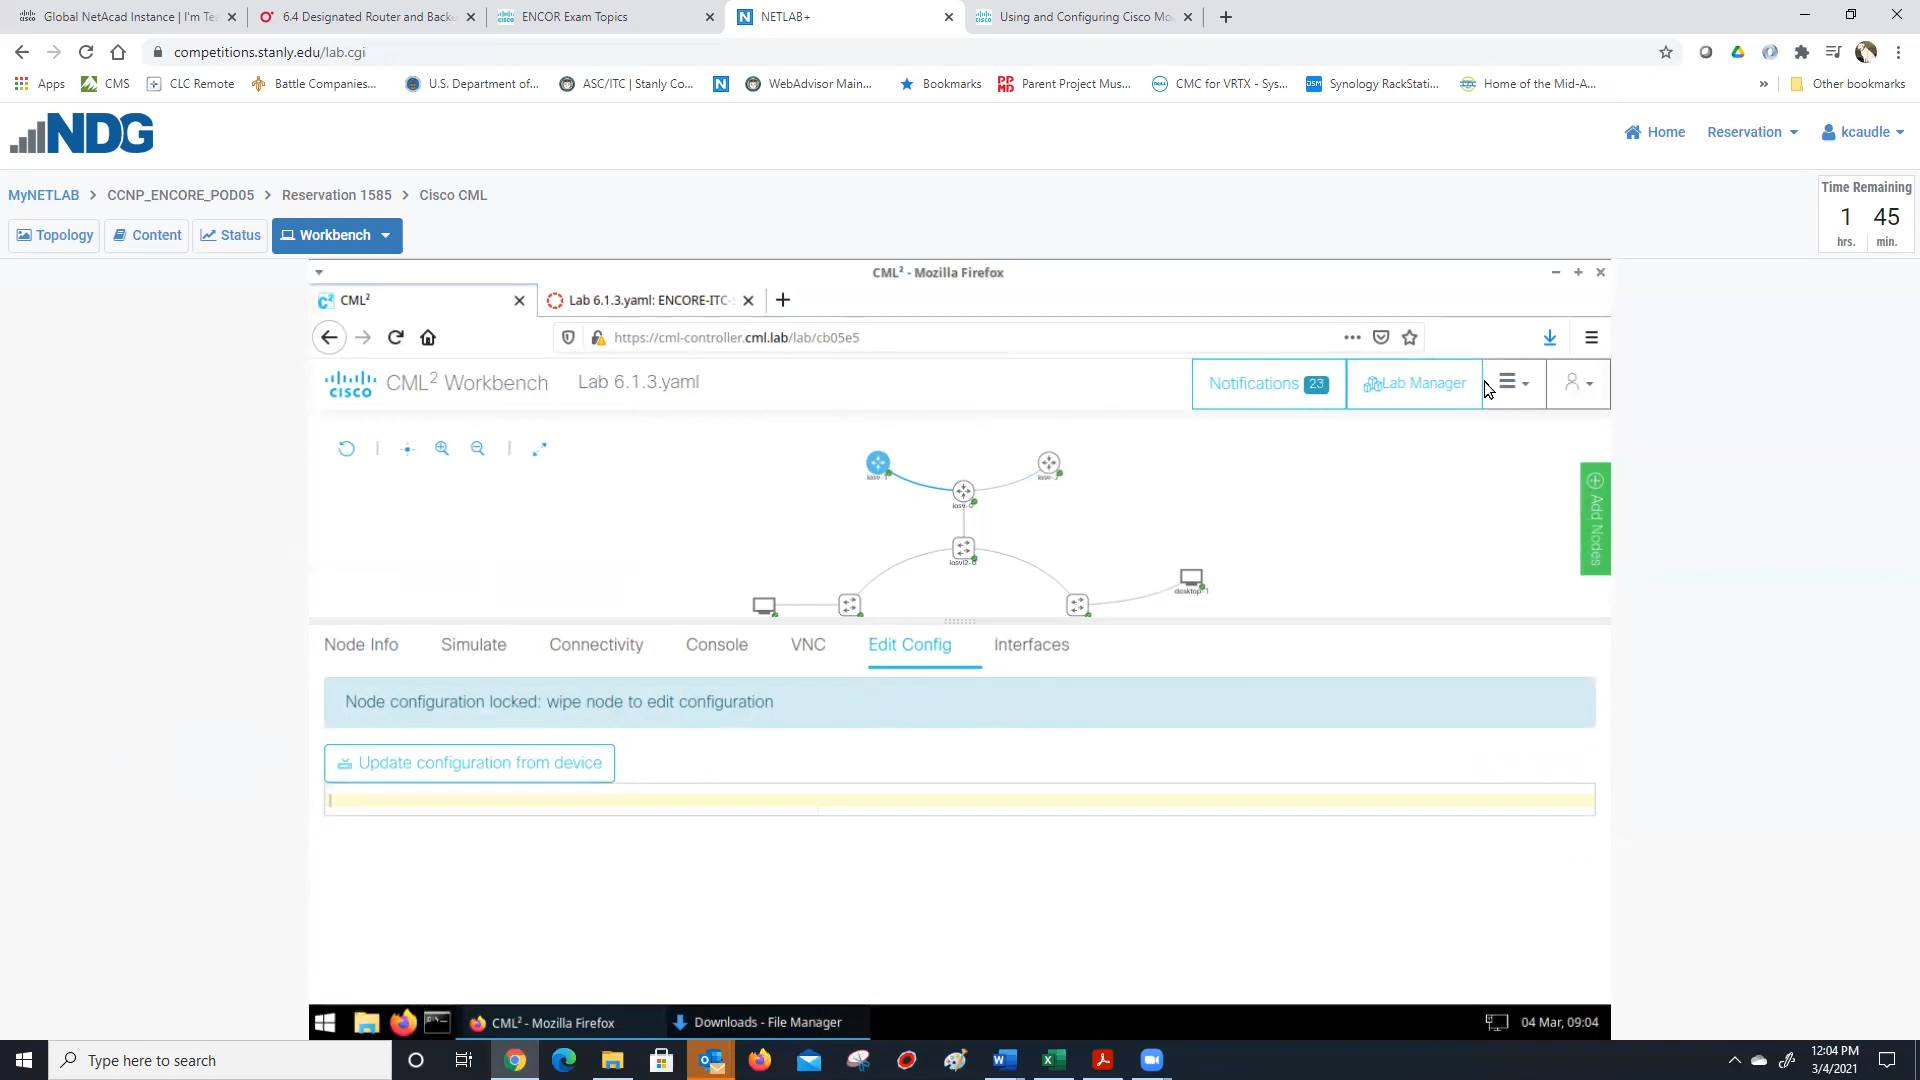 Global NetAcad Instance | I'm Te
6.4 Designated Router and Backu
ENCOR Exam Topics
NETLAB+
Using and Configuring Cisco Mo
competitions.stanly.edu/lab.cgi
Apps
CMS
CLC Remote
Battle Companies...
U.S. Department of...
ASC/ITC | Stanly Co...
WebAdvisor Main...
Bookmarks
Parent Project Mus...
CMC for VRTX - Sys...
Synology RackStati...
Home of the Mid-A...
»
Other bookmarks
NDG
Home
Reservation
kcaudle
MyNETLAB > CCNP_ENCORE_POD05 > Reservation 1585 > Cisco CML
Time Remaining
1 45
hrs. min.
Topology
Content
Status
Workbench
CML² - Mozilla Firefox
CML²
Lab 6.1.3.yaml: ENCORE-ITC-
https://cml-controller.cml.lab/lab/cb05e5
cisco
CML² Workbench
Lab 6.1.3.yaml
Notifications 23
Lab Manager
iosvl2-0
desktop-1
Add Nodes
Node Info
Simulate
Connectivity
Console
VNC
Edit Config
Interfaces
Node configuration locked: wipe node to edit configuration
Update configuration from device
CML² - Mozilla Firefox
Downloads - File Manager
04 Mar, 09:04
Type here to search
12:04 PM
3/4/2021